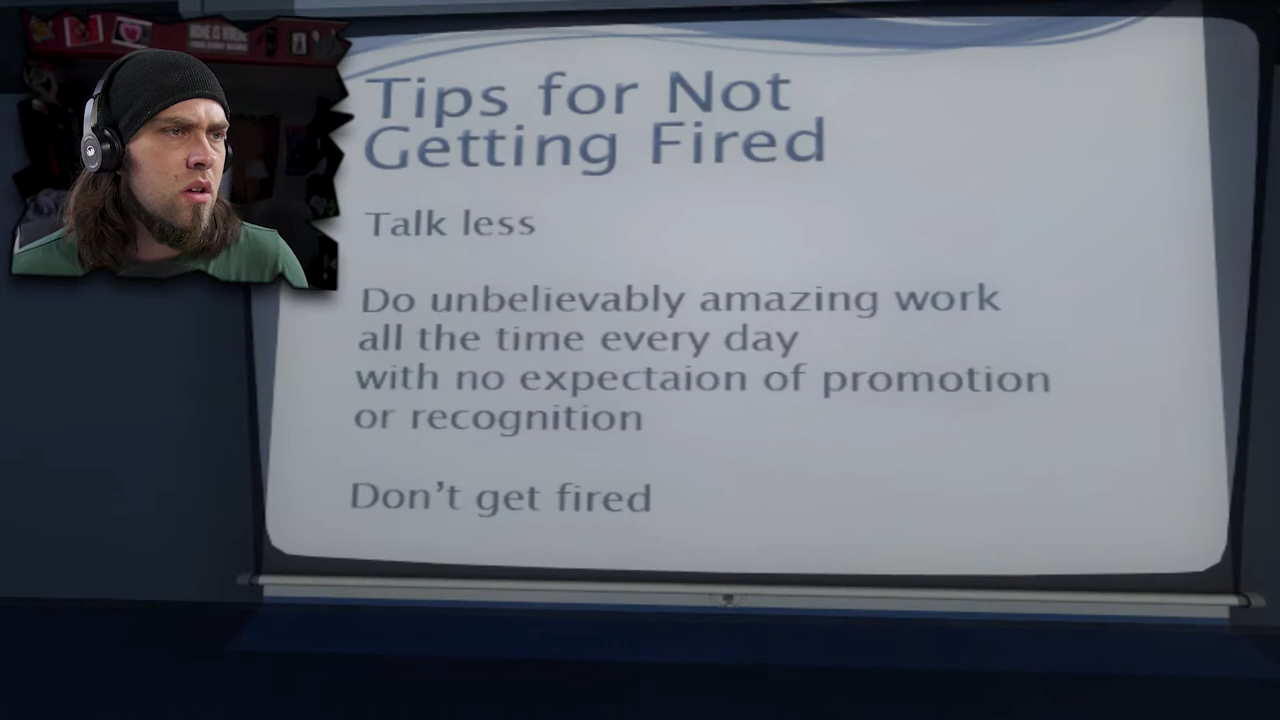 Tips for Not
Getting Fired
Talk less
Do unbelievably amazing work
all the time every day
with no expectaion of promotion
or recognition
Don't get fired